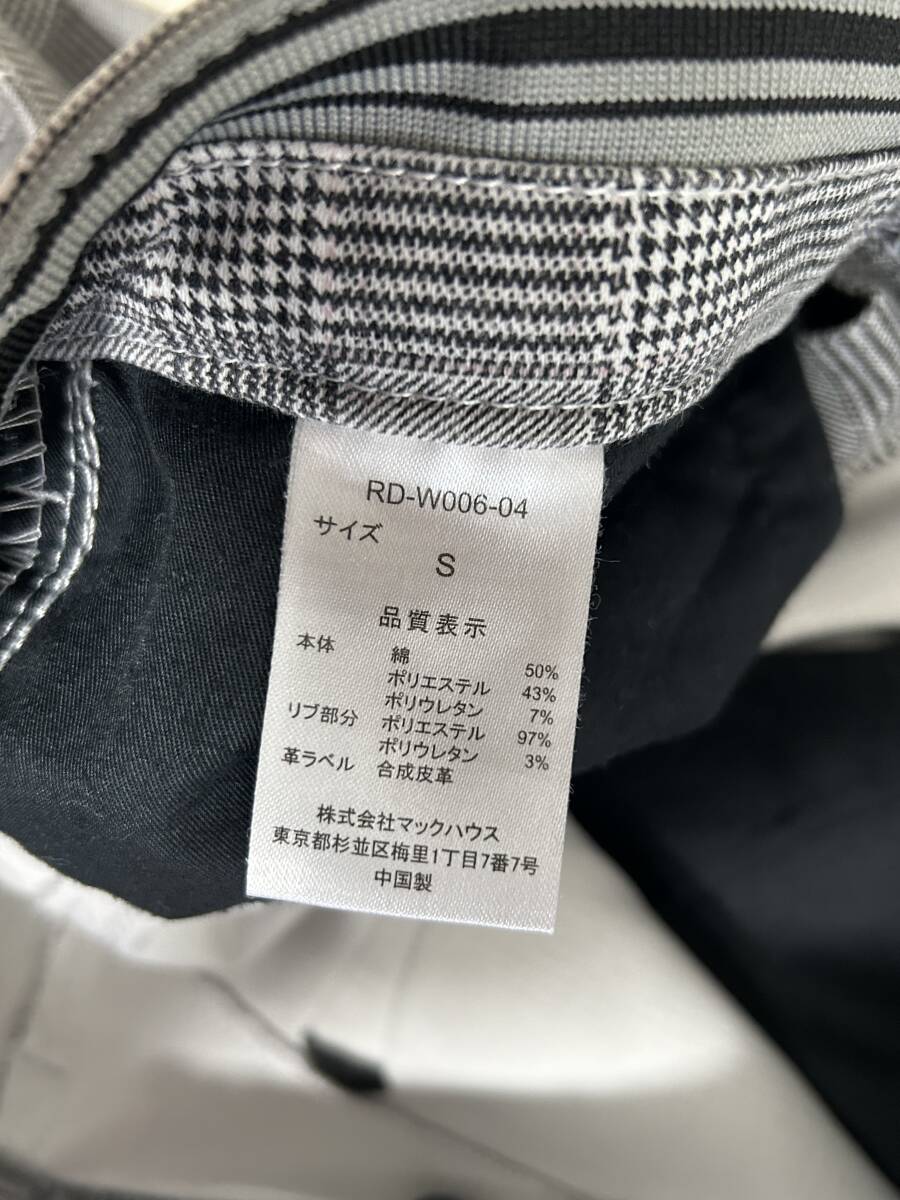 RD-W006-04
サイズ
S
品質表示
本体 綿 50%
ポリエステル 43%
ポリウレタン 7%
リブ部分 ポリエステル 97%
ポリウレタン 3%
革ラベル 合成皮革
株式会社マックハウス
東京都杉並区梅里1丁目7番7号
中国製